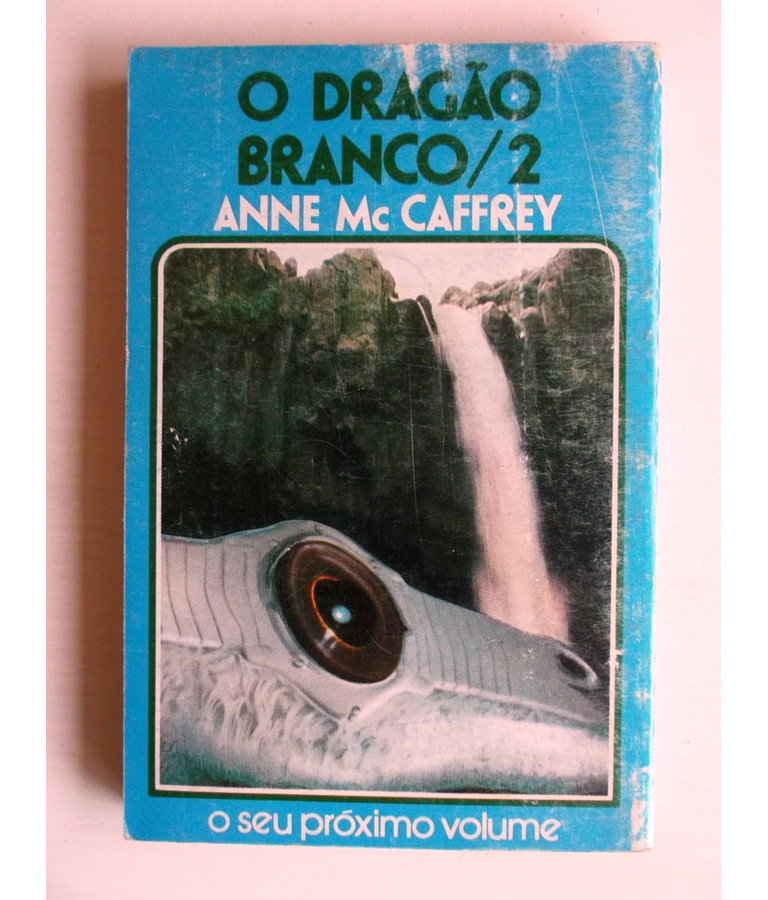 O DRAGÃO
BRANCO/2
ANNE Mc CAFFREY
o seu próximo volume